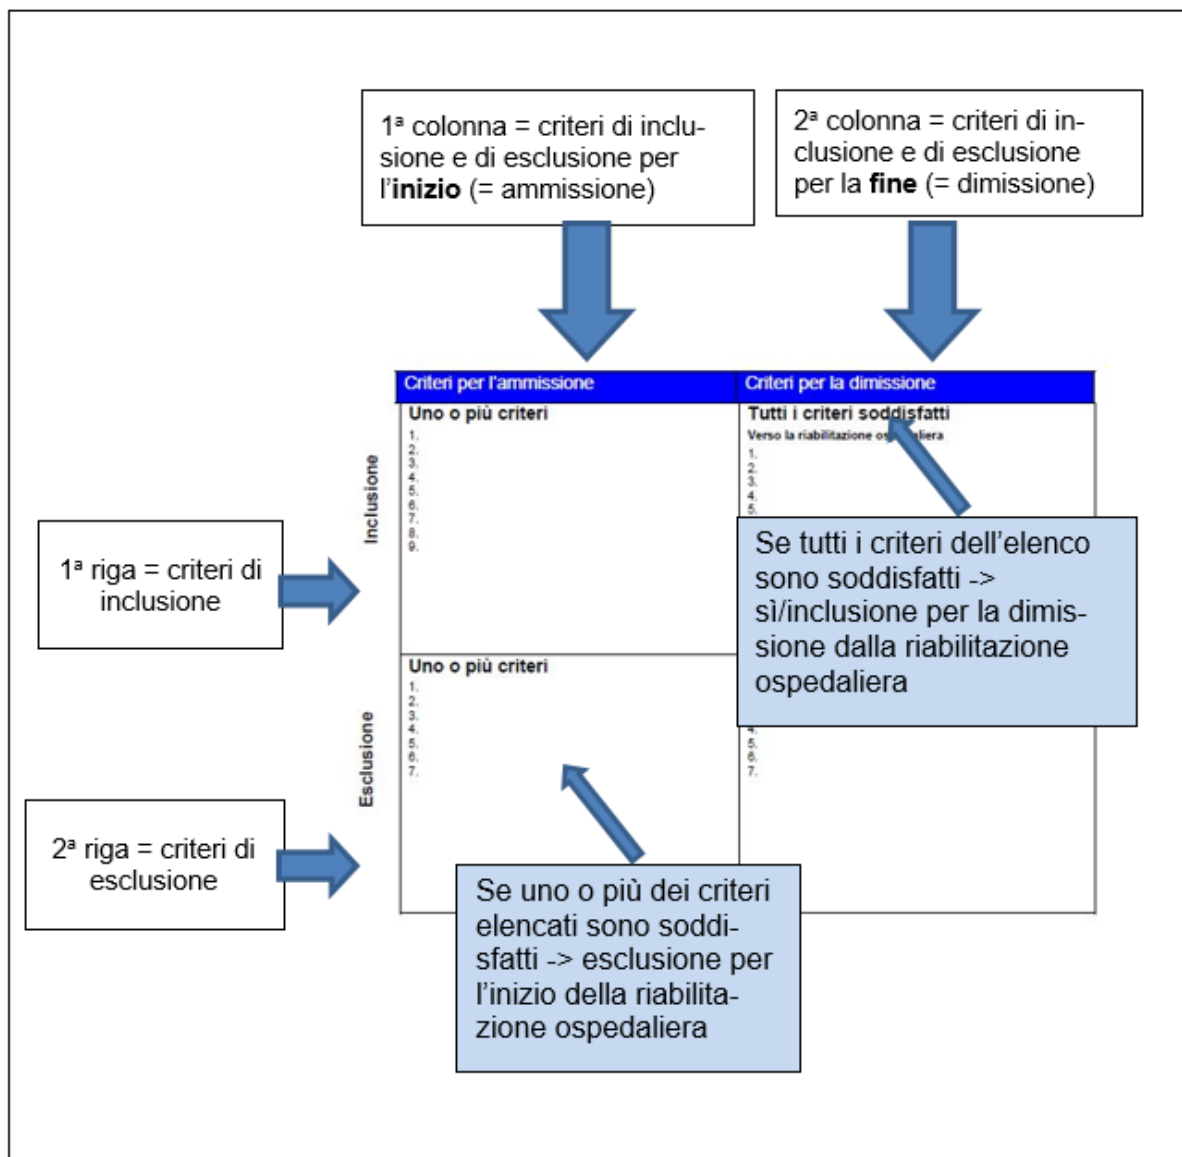 1ª colonna = criteri di inclu-
sione e di esclusione per
l'inizio (= ammissione)
2ª colonna = criteri di in-
clusione e di esclusione
per la fine (= dimissione)
Criteri per l'ammissione
Criteri per la dimissione
Inclusione
Uno o più criteri
1.
2.
3.
4.
5.
6.
7.
8.
9.
Tutti i criteri soddisfatti
Verso la riabilitazione
1.
2.
3.
4.
5.
1ª riga = criteri di
inclusione
Se tutti i criteri dell'elenco
sono soddisfatti ->
sì/inclusione per la dimis-
sione dalla riabilitazione
ospedaliera
Esclusione
Uno o più criteri
1.
2.
3.
4.
5.
6.
7.
4.
5.
6.
7.
2ª riga = criteri di
esclusione
Se uno o più dei criteri
elencati sono soddi-
sfatti -> esclusione per
l'inizio della riabilita-
zione ospedaliera